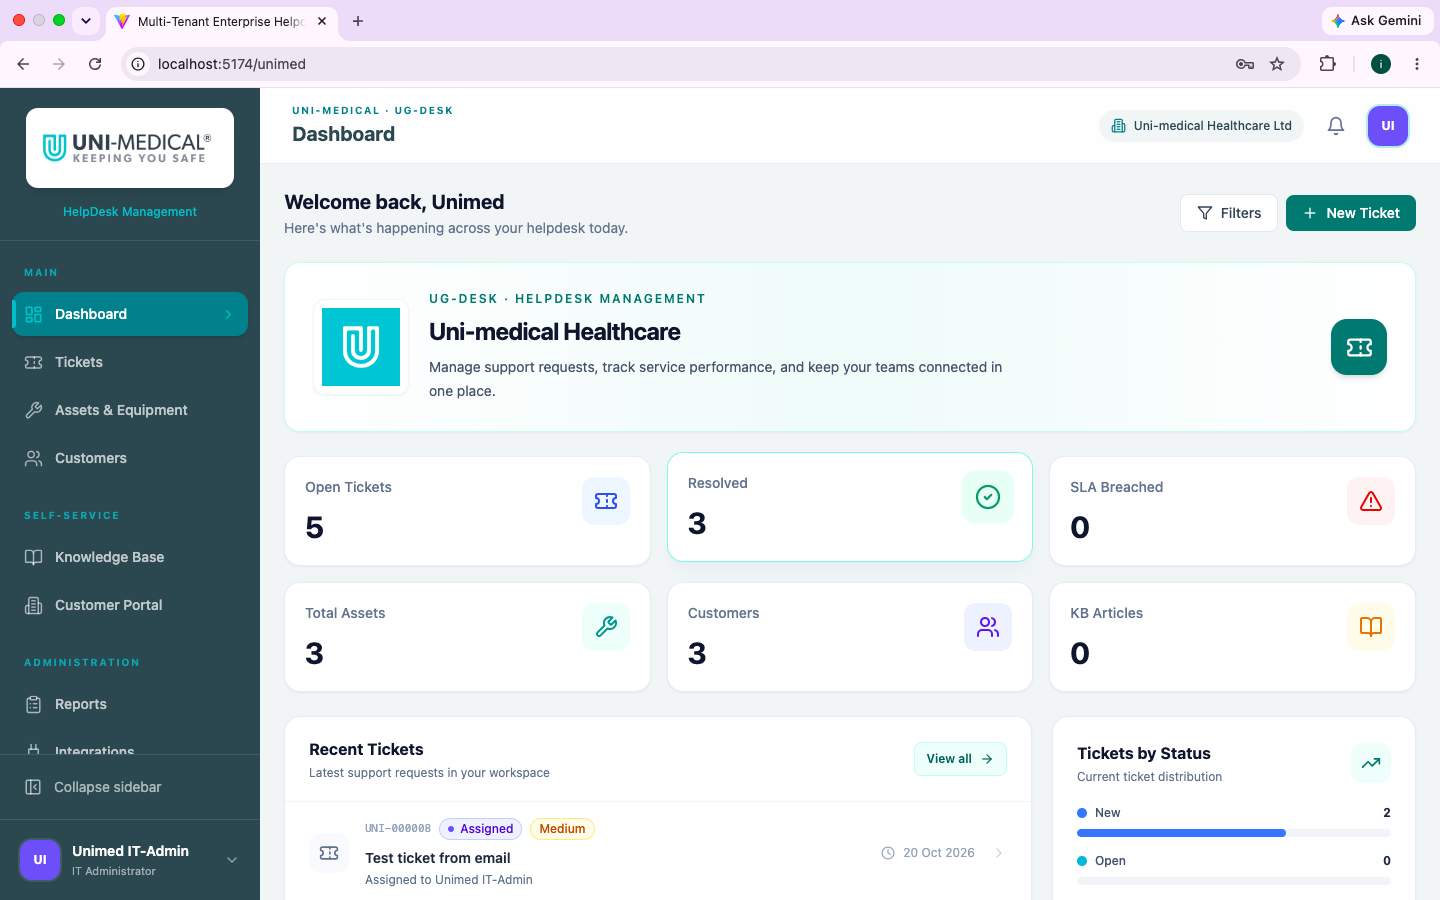 Multi-Tenant Enterprise Help
Ask Gemini
localhost:5174/unimed
i
UNI-MEDICAL®
KEEPING YOU SAFE
HelpDesk Management
MAIN
Dashboard
Tickets
Assets & Equipment
Customers
SELF-SERVICE
Knowledge Base
Customer Portal
ADMINISTRATION
Reports
Integrations
Collapse sidebar
UI
Unimed IT-Admin
IT Administrator
UNI-MEDICAL · UG-DESK
Dashboard
Uni-medical Healthcare Ltd
UI
Welcome back, Unimed
Here's what's happening across your helpdesk today.
Filters
New Ticket
UG-DESK · HELPDESK MANAGEMENT
Uni-medical Healthcare
Manage support requests, track service performance, and keep your teams connected in
one place.
Open Tickets
5
Resolved
3
SLA Breached
0
Total Assets
3
Customers
3
KB Articles
0
Recent Tickets
Latest support requests in your workspace
View all
UNI-000008
Assigned
Medium
Test ticket from email
Assigned to Unimed IT-Admin
20 Oct 2026
Tickets by Status
Current ticket distribution
New
2
Open
0